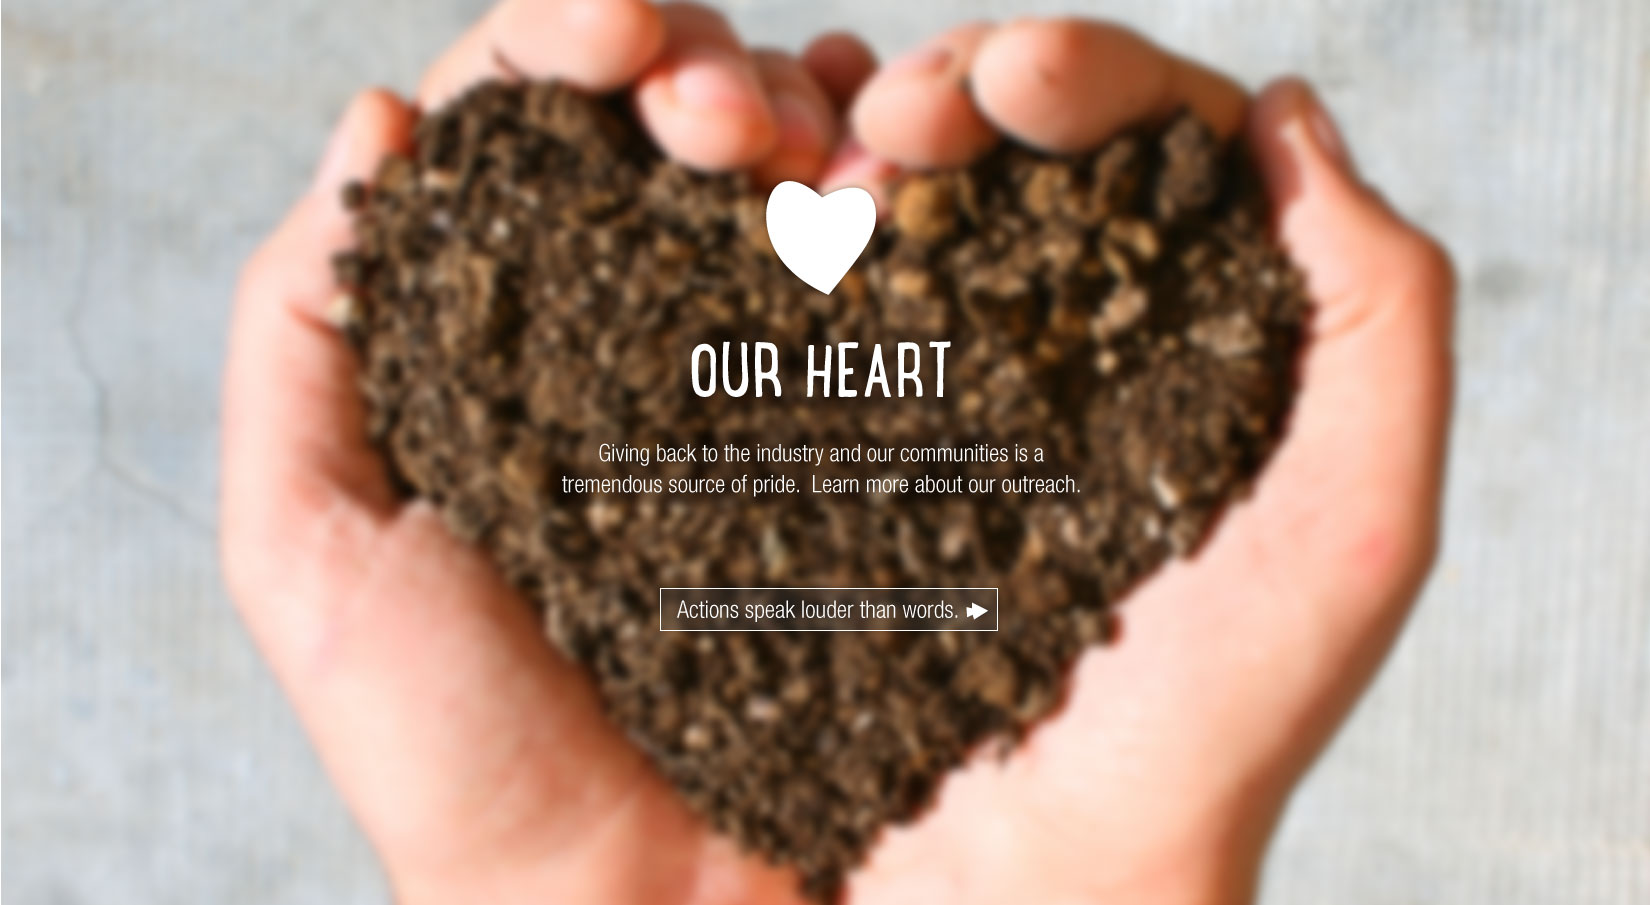 OUR HEART
Giving back to the industry and our communities is a
tremendous source of pride.  Learn more about our outreach.
Actions speak louder than words.